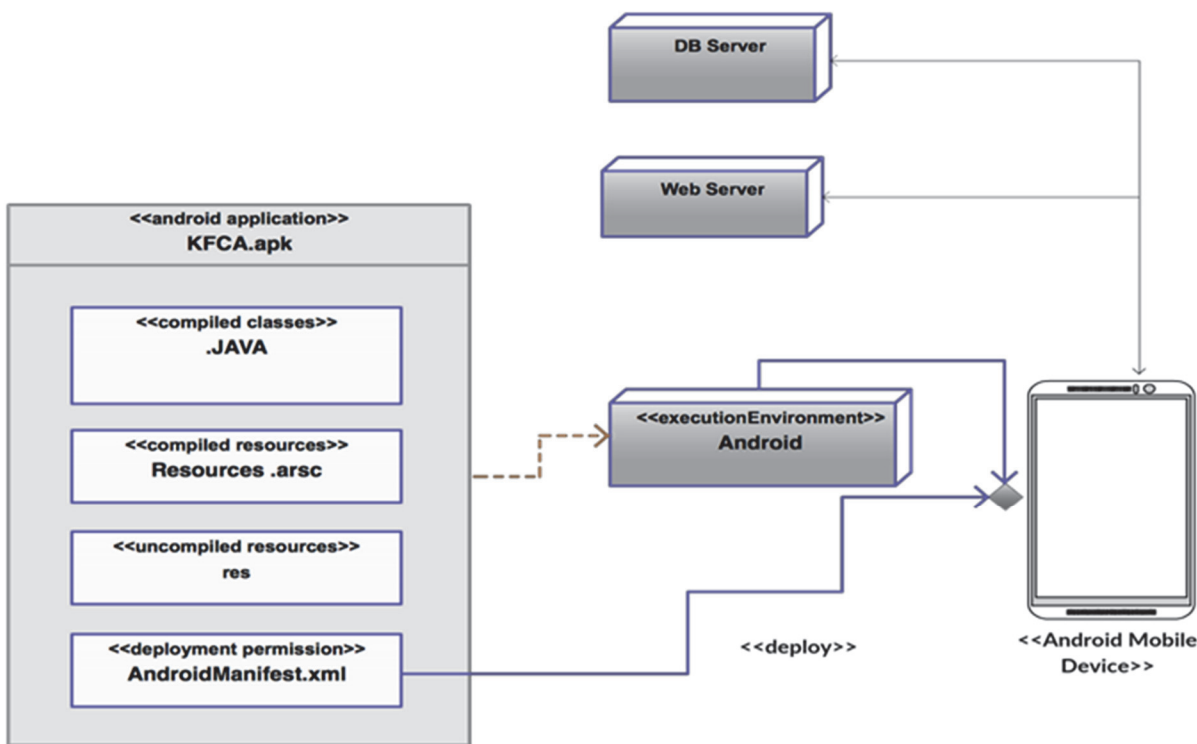 DB Server
Web Server
<<android application>>
KFCA.apk
<<compiled classes>>
.JAVA
<<compiled resources>>
Resources .arsc
<<uncompiled resources>>
res
<<deployment permission>>
AndroidManifest.xml
<<executionEnvironment>>
Android
<<deploy>>
<<Android Mobile
Device>>